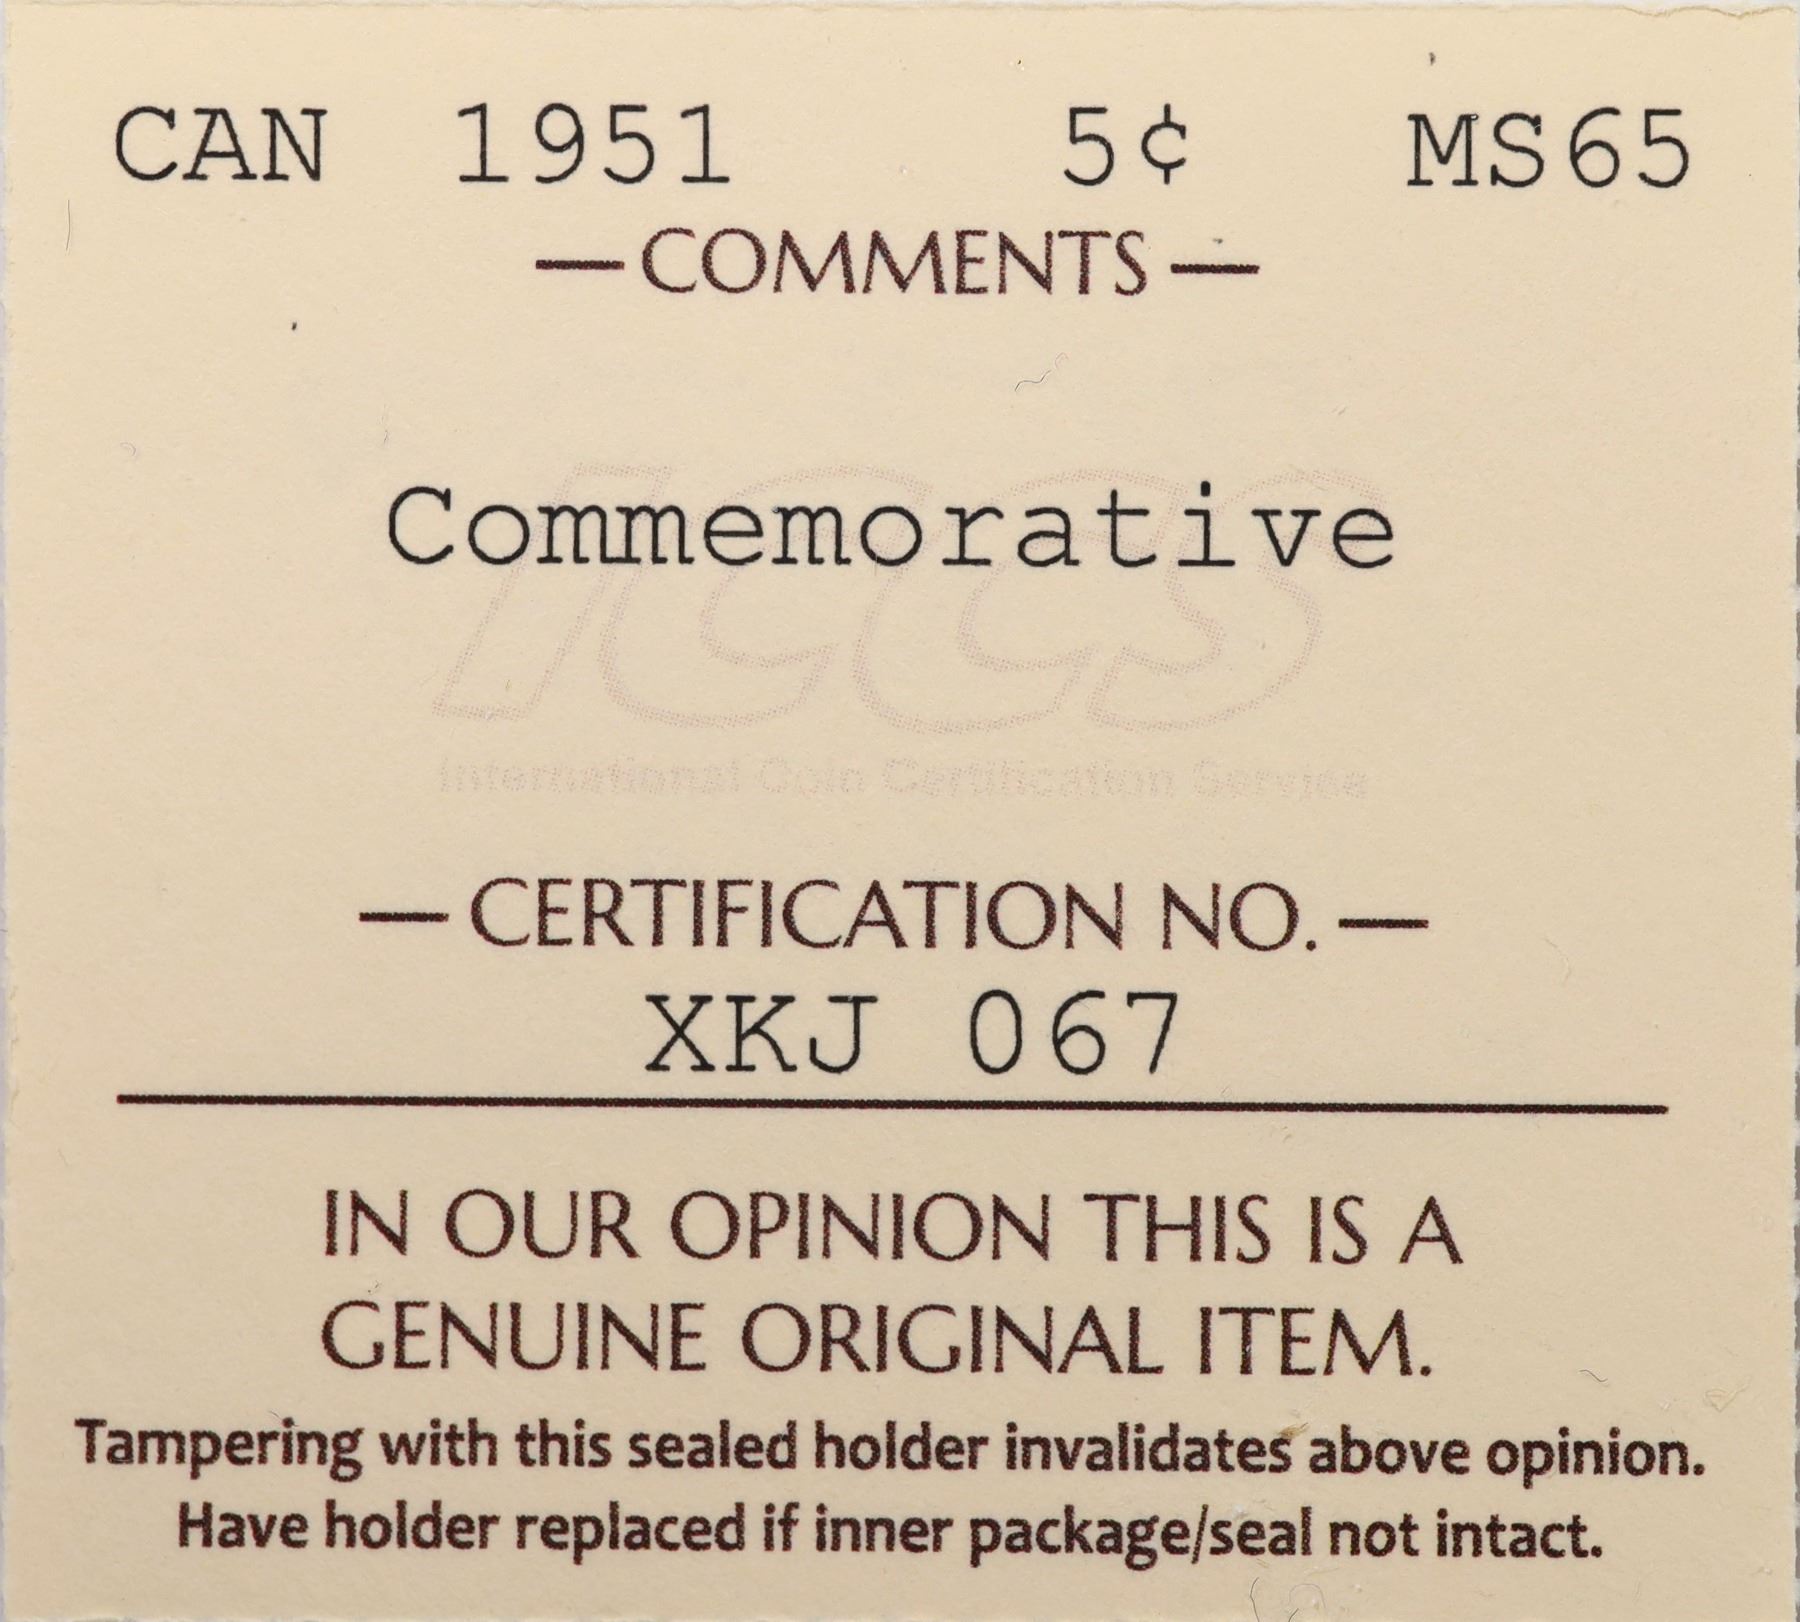 CAN 1951 5¢ MS65
—COMMENTS—
Commemorative
ICCS
International Coin Certification Service
—CERTIFICATION NO.—
XKJ 067
IN OUR OPINION THIS IS A
GENUINE ORIGINAL ITEM.
Tampering with this sealed holder invalidates above opinion.
Have holder replaced if inner package/seal not intact.